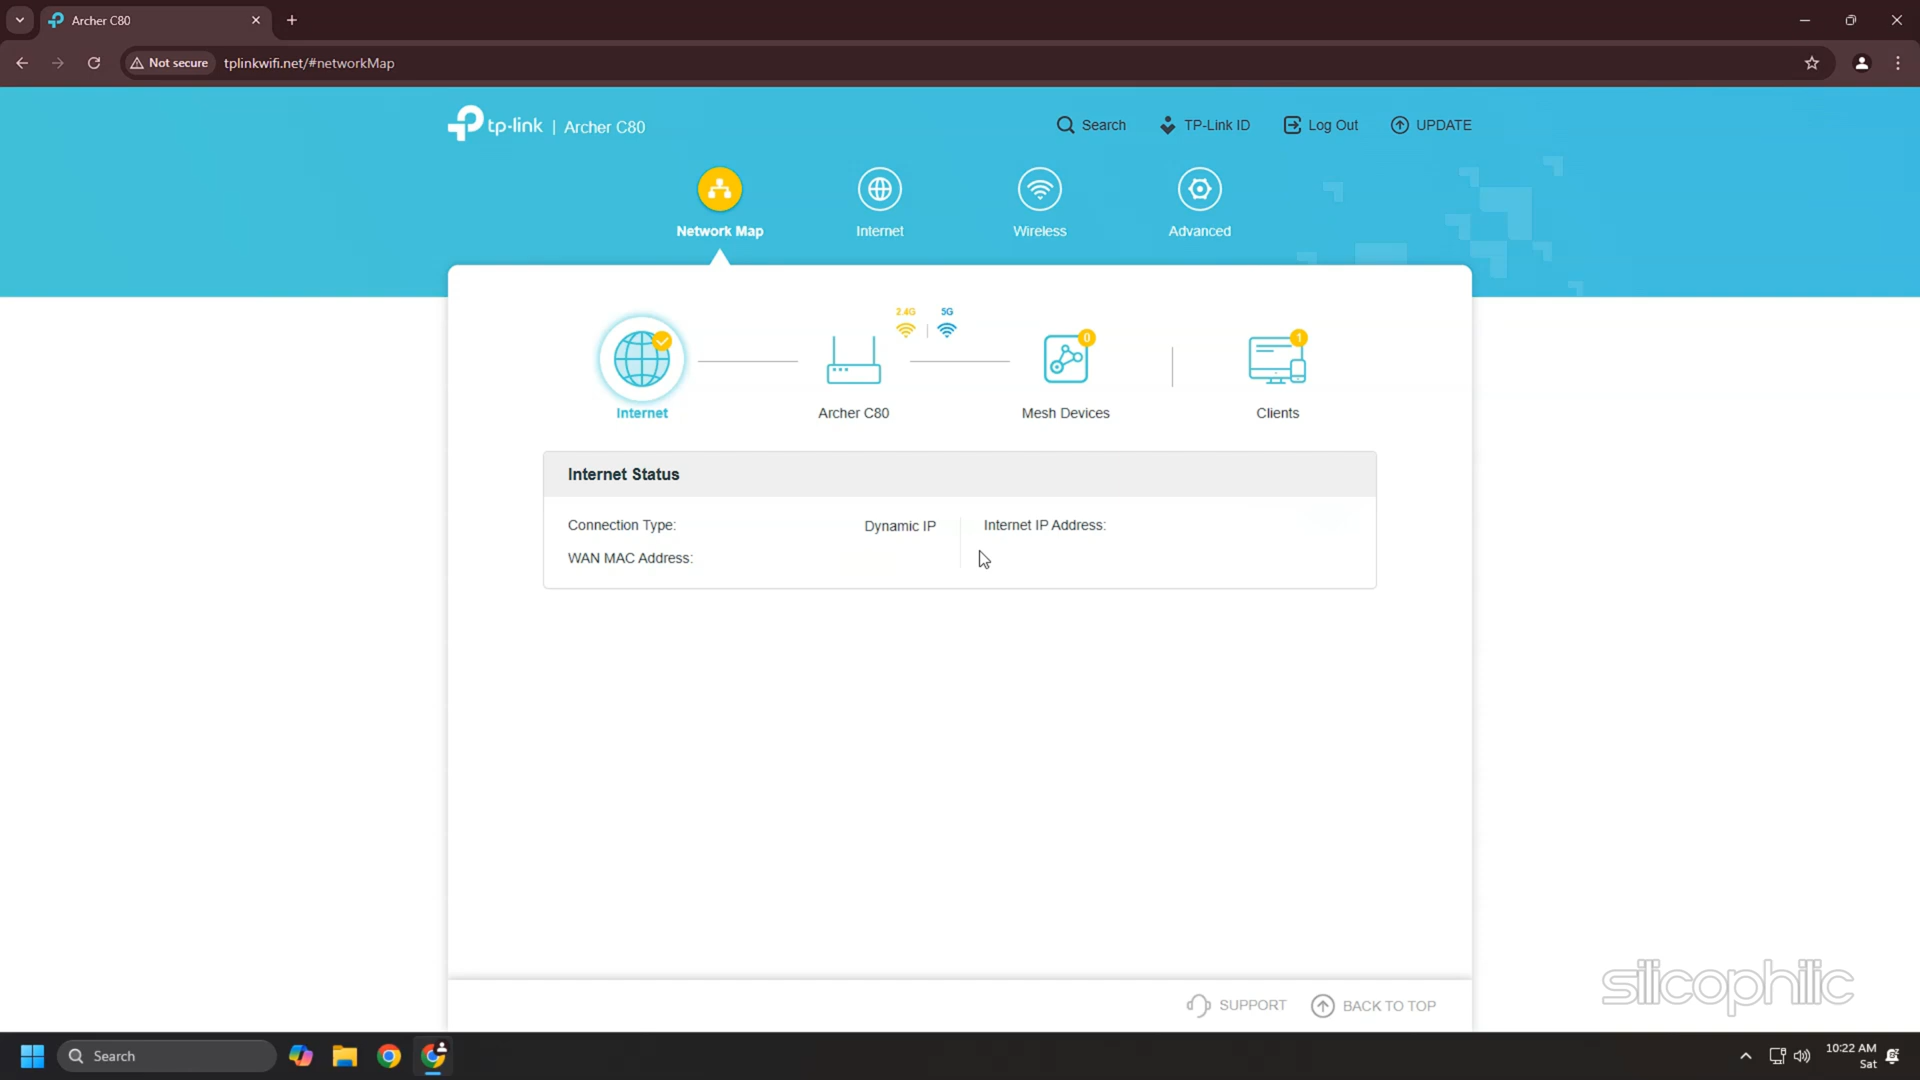 Archer C80
Not secure
tplinkwifi.net/#networkMap
tp-link | Archer C80
Search
TP-Link ID
Log Out
UPDATE
Network Map
Internet
Wireless
Advanced
2.4G
5G
0
1
Internet
Archer C80
Mesh Devices
Clients
Internet Status
Connection Type: Dynamic IP
Internet IP Address:
WAN MAC Address:
SUPPORT
BACK TO TOP
silicophilic
Search
10:22 AM
Sat